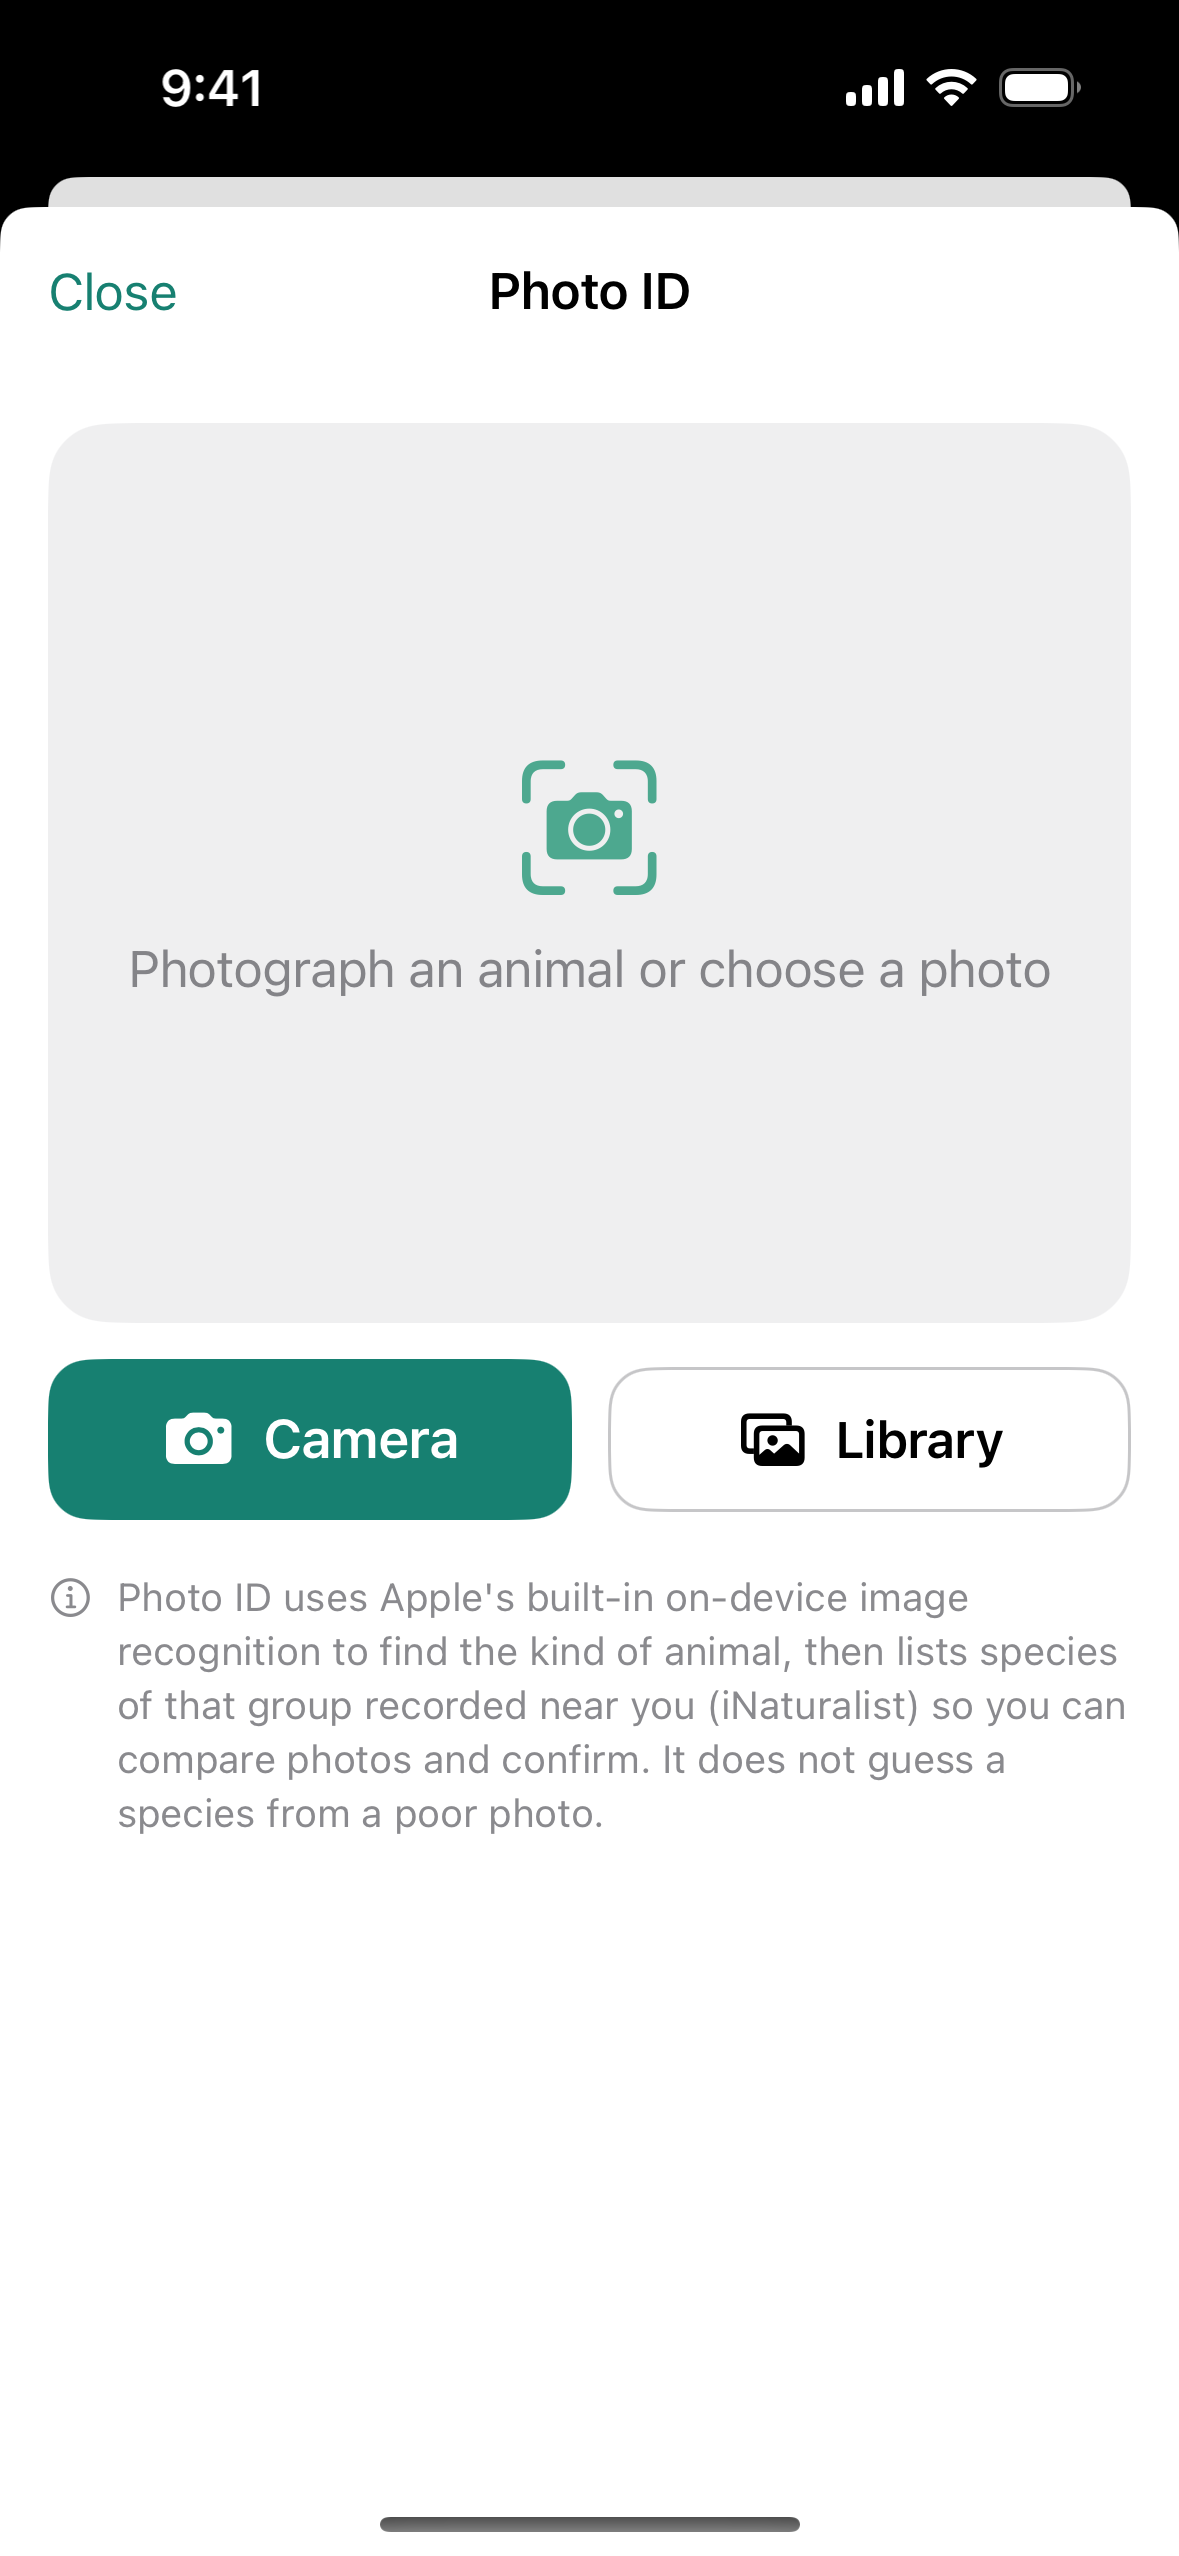 9:41
Close
Photo ID
Photograph an animal or choose a photo
Camera
Library
Photo ID uses Apple's built-in on-device image
recognition to find the kind of animal, then lists species
of that group recorded near you (iNaturalist) so you can
compare photos and confirm. It does not guess a
species from a poor photo.